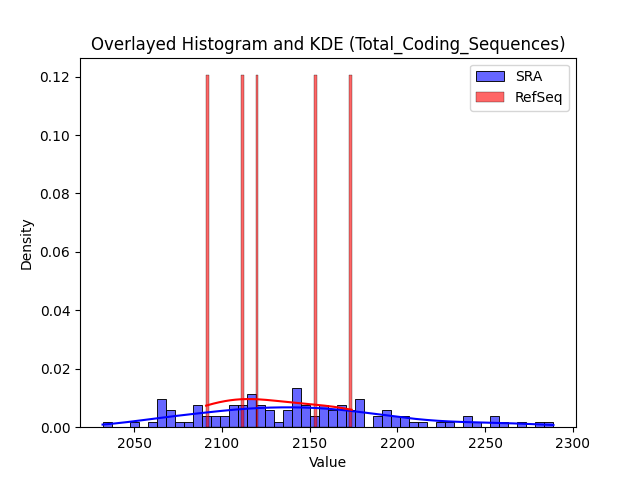 Overlayed Histogram and KDE (Total_Coding_Sequences)
SRA
RefSeq
0.12
0.10
0.08
0.06
0.04
0.02
0.00
Density
2050
2100
2150
2200
2250
2300
Value